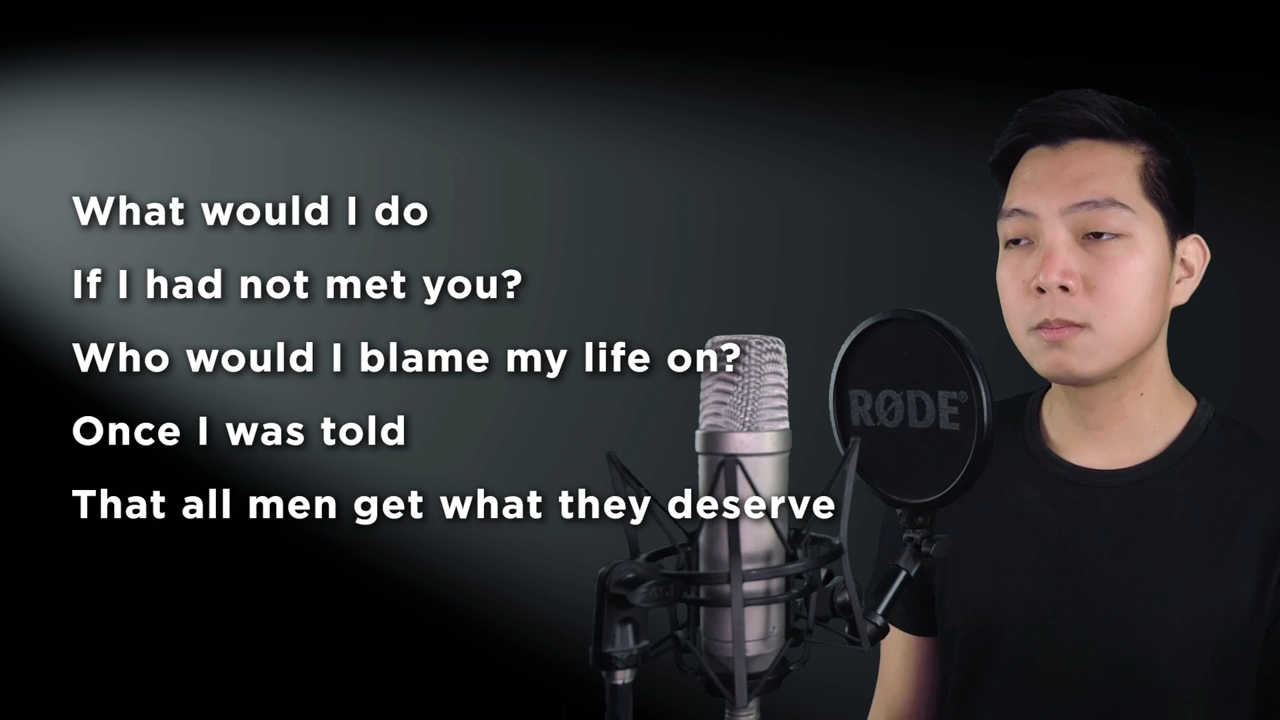 What would I do
If I had not met you?
Who would I blame my life on?
Once I was told
That all men get what they deserve
RØDE®